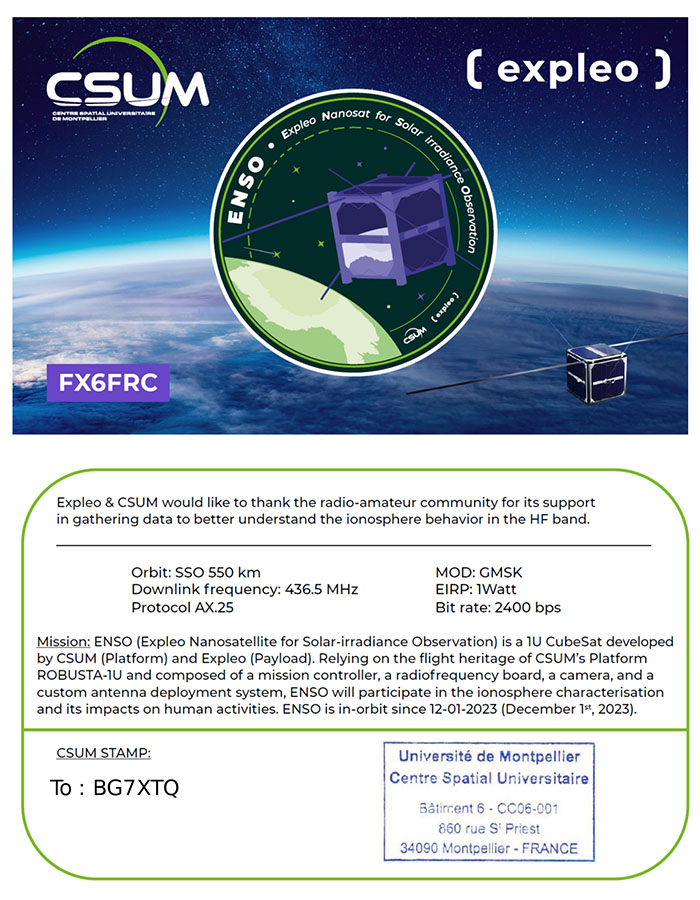 CSUM
CENTRE SPATIAL UNIVERSITAIRE
DE MONTPELLIER
( expleo )
ENSO • Expleo Nanosat for Solar irradiance Observation
CSUM ( expleo )
FX6FRC
Expleo & CSUM would like to thank the radio-amateur community for its support
in gathering data to better understand the ionosphere behavior in the HF band.
Orbit: SSO 550 km
Downlink frequency: 436.5 MHz
Protocol AX.25
MOD: GMSK
EIRP: 1Watt
Bit rate: 2400 bps
Mission: ENSO (Expleo Nanosatellite for Solar-irradiance Observation) is a 1U CubeSat developed
by CSUM (Platform) and Expleo (Payload). Relying on the flight heritage of CSUM's Platform
ROBUSTA-1U and composed of a mission controller, a radiofrequency board, a camera, and a
custom antenna deployment system, ENSO will participate in the ionosphere characterisation
and its impacts on human activities. ENSO is in-orbit since 12-01-2023 (December 1st, 2023).
CSUM STAMP:
To : BG7XTQ
Université de Montpellier
Centre Spatial Universitaire
Bâtiment 6 - CC06-001
860 rue St Priest
34090 Montpellier - FRANCE